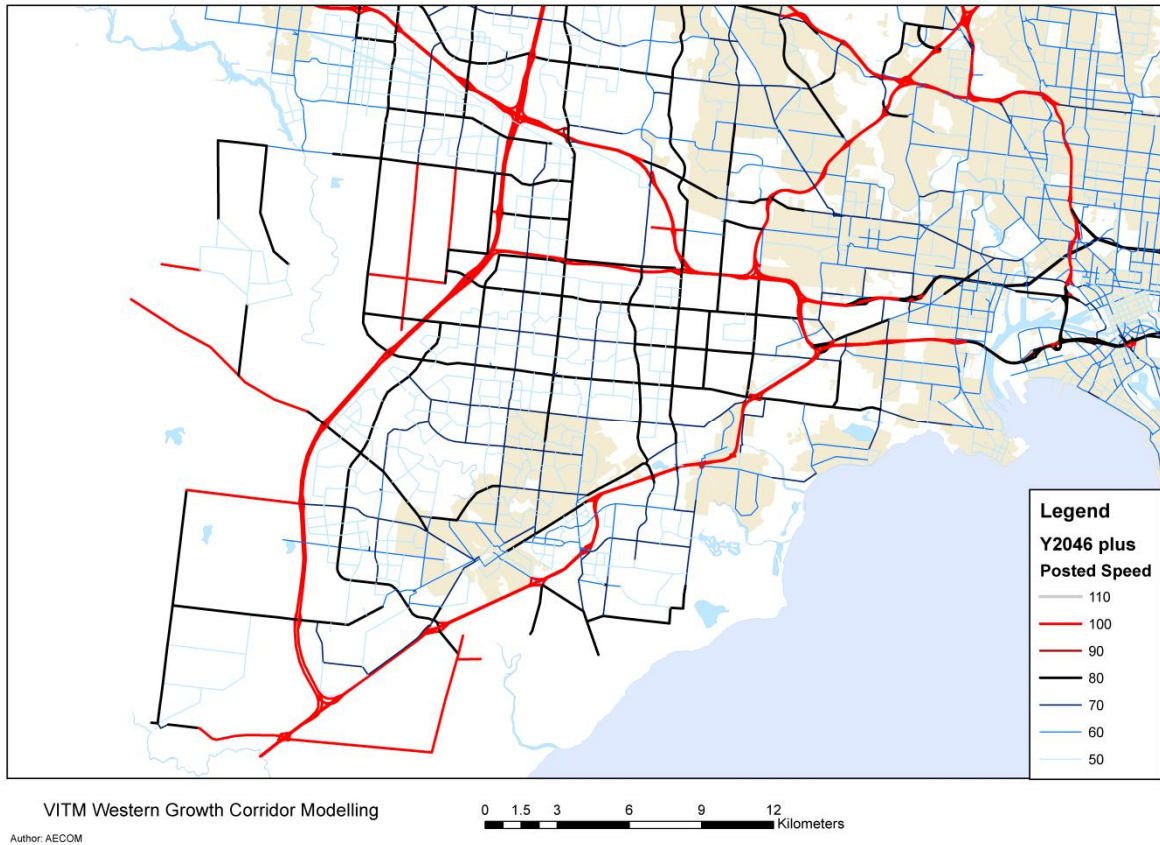 Legend
Y2046 plus
Posted Speed
110
100
90
80
70
60
50
VITM Western Growth Corridor Modelling
0 1.5 3 6 9 12
Kilometers
Author: AECOM